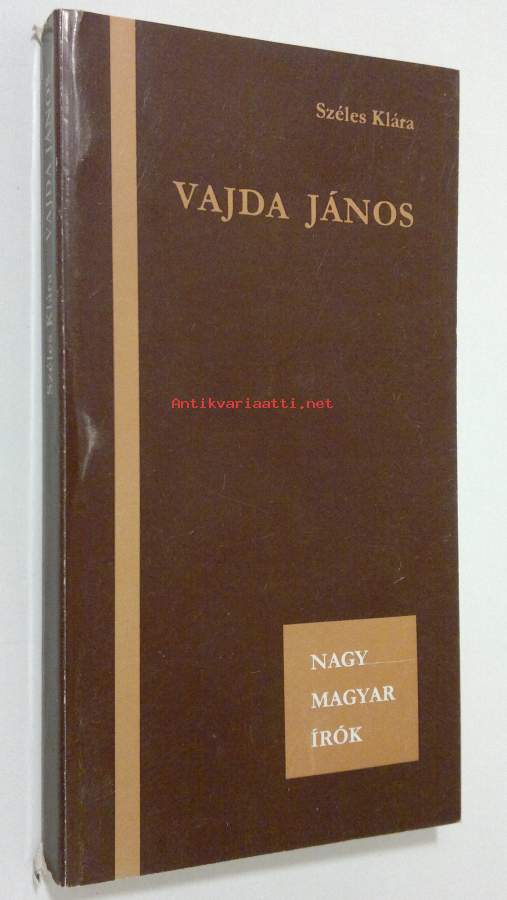 Széles Klára
VAJDA JÁNOS
Antikvariaatti.net
NAGY
MAGYAR
ÍRÓK
Széles Klára VAJDA JÁNOS